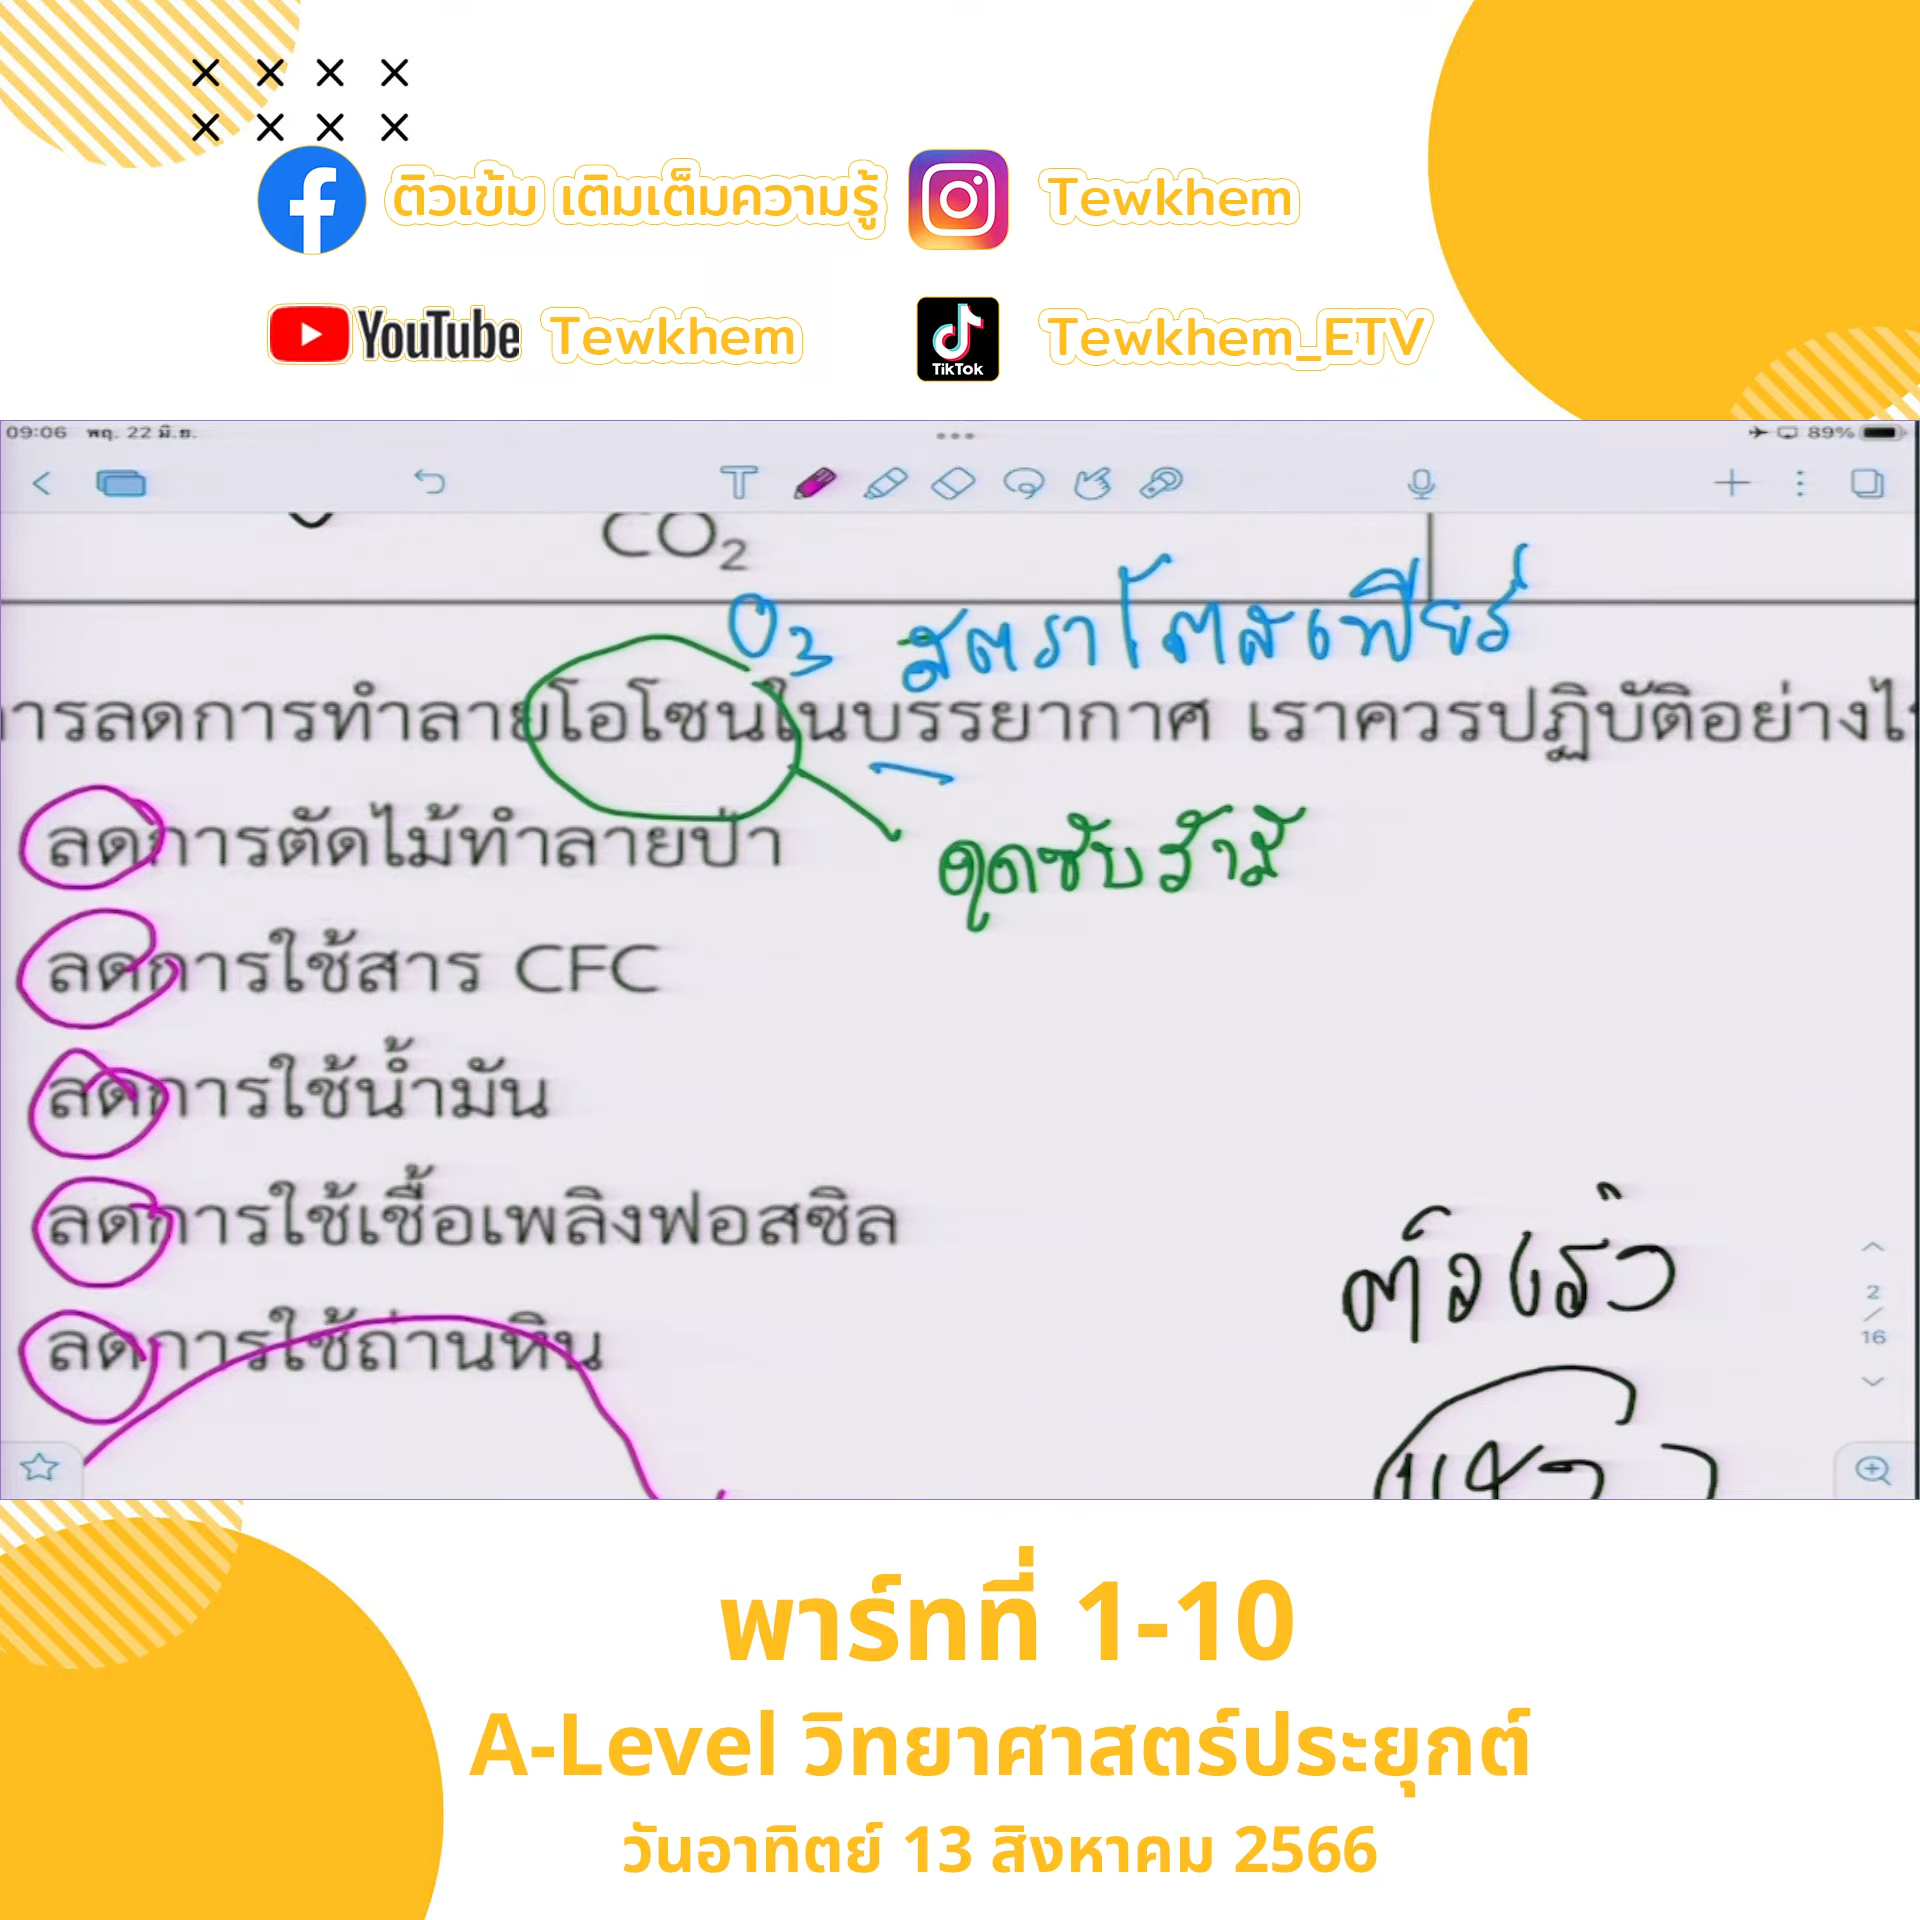 ติวเข้ม เติมเต็มความรู้
Tewkhem
YouTube Tewkhem
TikTok
Tewkhem_ETV
09:06 พฤ. 22 มิ.ย.
89%
CO₂
O₃ สตราโตสเฟียร์
ารลดการทำลายโอโซนในบรรยากาศ เราควรปฏิบัติอย่างไ
ลดการตัดไม้ทำลายป่า
ดูดซับรังสี
ลดการใช้สาร CFC
ลดการใช้น้ำมัน
ลดการใช้เชื้อเพลิงฟอสซิล
ลดการใช้ถ่านหิน
2
16
พาร์ทที่ 1-10
A-Level วิทยาศาสตร์ประยุกต์
วันอาทิตย์ 13 สิงหาคม 2566